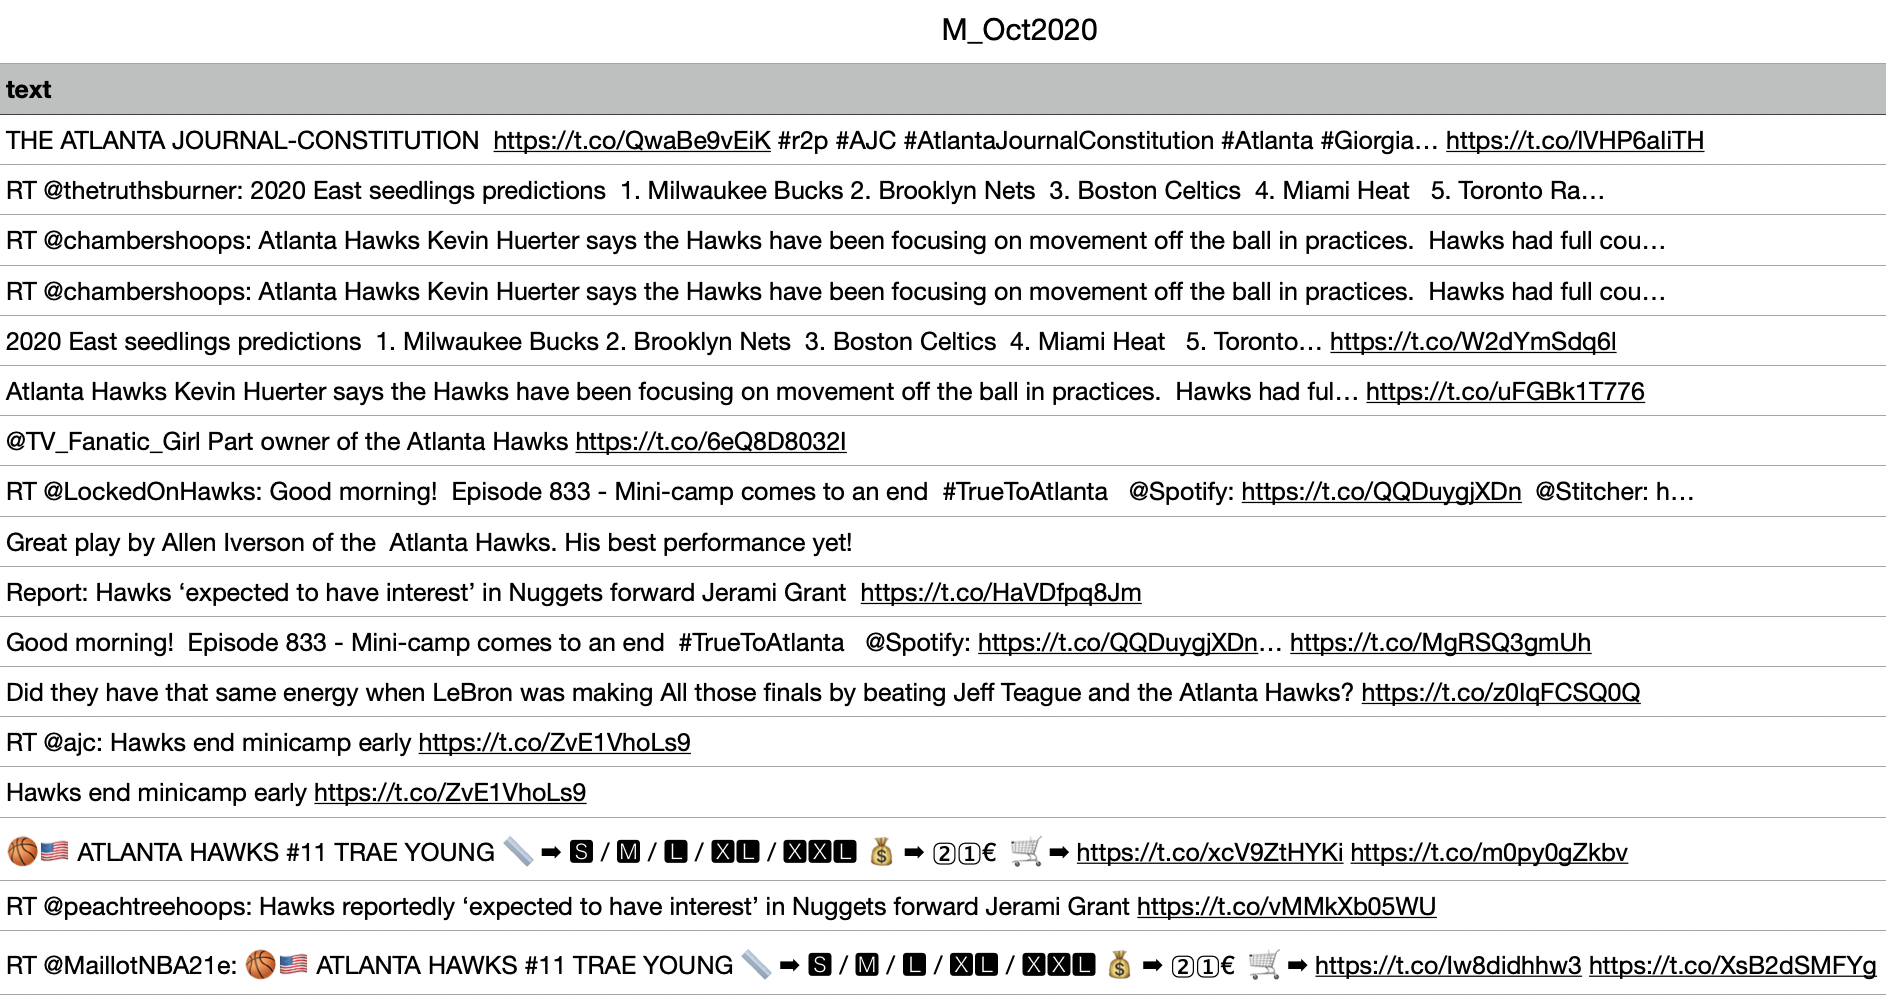 M_Oct2020
text
THE ATLANTA JOURNAL-CONSTITUTION  https://t.co/QwaBe9vEiK #r2p #AJC #AtlantaJournalConstitution #Atlanta #Giorgia… https://t.co/lVHP6aIiTH
RT @thetruthsburner: 2020 East seedlings predictions  1. Milwaukee Bucks 2. Brooklyn Nets  3. Boston Celtics  4. Miami Heat   5. Toronto Ra…
RT @chambershoops: Atlanta Hawks Kevin Huerter says the Hawks have been focusing on movement off the ball in practices.  Hawks had full cou…
RT @chambershoops: Atlanta Hawks Kevin Huerter says the Hawks have been focusing on movement off the ball in practices.  Hawks had full cou…
2020 East seedlings predictions  1. Milwaukee Bucks 2. Brooklyn Nets  3. Boston Celtics  4. Miami Heat   5. Toronto… https://t.co/W2dYmSdq6l
Atlanta Hawks Kevin Huerter says the Hawks have been focusing on movement off the ball in practices.  Hawks had ful… https://t.co/uFGBk1T776
@TV_Fanatic_Girl Part owner of the Atlanta Hawks https://t.co/6eQ8D8032I
RT @LockedOnHawks: Good morning!  Episode 833 - Mini-camp comes to an end  #TrueToAtlanta   @Spotify: https://t.co/QQDuygjXDn  @Stitcher: h…
Great play by Allen Iverson of the  Atlanta Hawks. His best performance yet!
Report: Hawks ‘expected to have interest’ in Nuggets forward Jerami Grant  https://t.co/HaVDfpq8Jm
Good morning!  Episode 833 - Mini-camp comes to an end  #TrueToAtlanta   @Spotify: https://t.co/QQDuygjXDn… https://t.co/MgRSQ3gmUh
Did they have that same energy when LeBron was making All those finals by beating Jeff Teague and the Atlanta Hawks? https://t.co/z0IqFCSQ0Q
RT @ajc: Hawks end minicamp early https://t.co/ZvE1VhoLs9
Hawks end minicamp early https://t.co/ZvE1VhoLs9
🏀🇺🇸 ATLANTA HAWKS #11 TRAE YOUNG 📏 ➡ 🆂 / 🅼 / 🅻 / 🆇🅻 / 🆇🆇🅻 💰 ➡ ②①€ 🛒 ➡ https://t.co/xcV9ZtHYKi https://t.co/m0py0gZkbv
RT @peachtreehoops: Hawks reportedly ‘expected to have interest’ in Nuggets forward Jerami Grant https://t.co/vMMkXb05WU
RT @MaillotNBA21e: 🏀🇺🇸 ATLANTA HAWKS #11 TRAE YOUNG 📏 ➡ 🆂 / 🅼 / 🅻 / 🆇🅻 / 🆇🆇🅻 💰 ➡ ②①€ 🛒 ➡ https://t.co/lw8didhhw3 https://t.co/XsB2dSMFYg